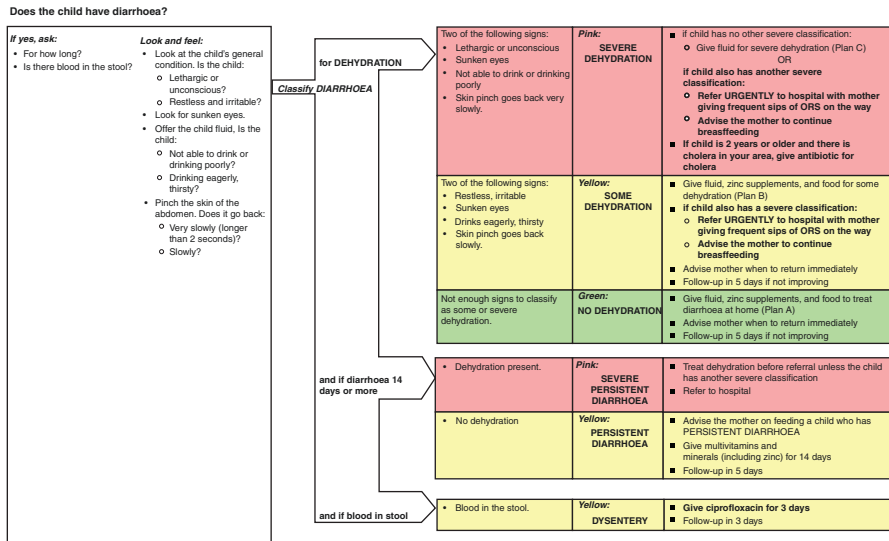 Does the child have diarrhoea?
If yes, ask:
• For how long?
• Is there blood in the stool?
Look and feel:
• Look at the child's general
condition. Is the child:
○ Lethargic or
unconscious?
○ Restless and irritable?
• Look for sunken eyes.
• Offer the child fluid, Is the
child:
○ Not able to drink or
drinking poorly?
○ Drinking eagerly,
thirsty?
• Pinch the skin of the
abdomen. Does it go back:
○ Very slowly (longer
than 2 seconds)?
○ Slowly?
Classify DIARRHOEA
for DEHYDRATION
Two of the following signs:
• Lethargic or unconscious
• Sunken eyes
• Not able to drink or drinking
poorly
• Skin pinch goes back very
slowly.
Pink:
SEVERE
DEHYDRATION
■ if child has no other severe classification:
○ Give fluid for severe dehydration (Plan C)
OR
if child also has another severe
classification:
○ Refer URGENTLY to hospital with mother
giving frequent sips of ORS on the way
○ Advise the mother to continue
breasffeeding
■ If child is 2 years or older and there is
cholera in your area, give antibiotic for
cholera
Two of the following signs:
• Restless, irritable
• Sunken eyes
• Drinks eagerly, thirsty
• Skin pinch goes back
slowly.
Yellow:
SOME
DEHYDRATION
■ Give fluid, zinc supplements, and food for some
dehydration (Plan B)
■ if child also has a severe classification:
○ Refer URGENTLY to hospital with mother
giving frequent sips of ORS on the way
○ Advise the mother to continue
breasffeeding
■ Advise mother when to return immediately
■ Follow-up in 5 days if not improving
Not enough signs to classify
as some or severe
dehydration.
Green:
NO DEHYDRATION
■ Give fluid, zinc supplements, and food to treat
diarrhoea at home (Plan A)
■ Advise mother when to return immediately
■ Follow-up in 5 days if not improving
and if diarrhoea 14
days or more
• Dehydration present.
Pink:
SEVERE
PERSISTENT
DIARRHOEA
■ Treat dehydration before referral unless the child
has another severe classification
■ Refer to hospital
• No dehydration
Yellow:
PERSISTENT
DIARRHOEA
■ Advise the mother on feeding a child who has
PERSISTENT DIARRHOEA
■ Give multivitamins and
minerals (including zinc) for 14 days
■ Follow-up in 5 days
and if blood in stool
• Blood in the stool.
Yellow:
DYSENTERY
■ Give ciprofloxacin for 3 days
■ Follow-up in 3 days